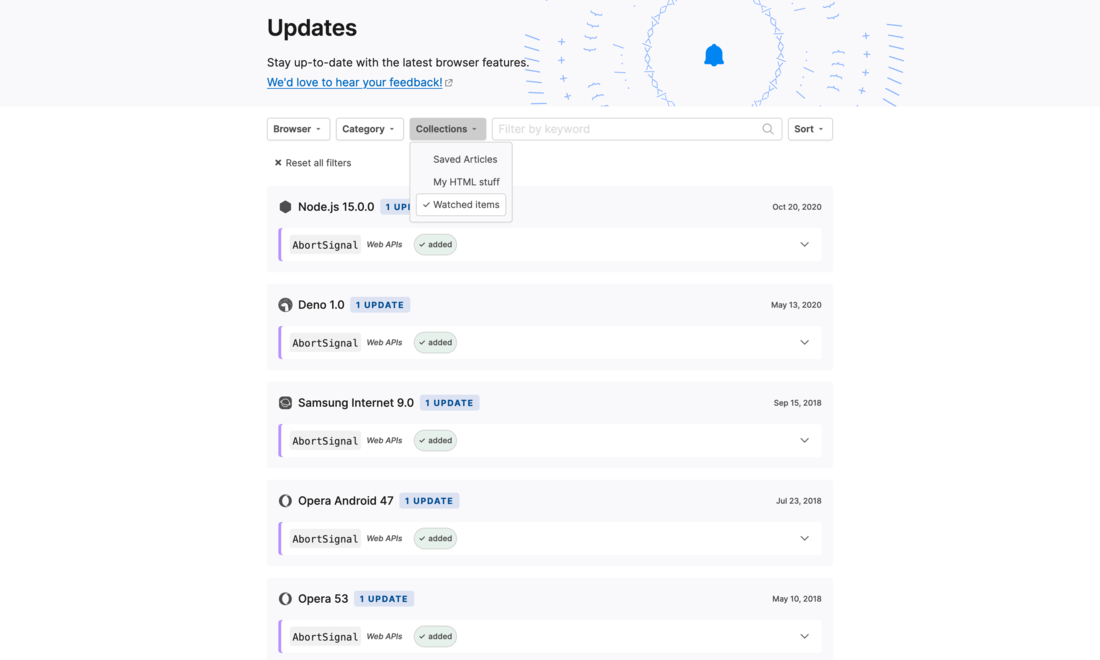 Updates
Stay up-to-date with the latest browser features.
We'd love to hear your feedback!
Browser Category Collections Filter by keyword Sort
Saved Articles
My HTML stuff
✓ Watched items
✕ Reset all filters
Node.js 15.0.0 1 UP Oct 20, 2020
AbortSignal Web APIs ✓ added
Deno 1.0 1 UPDATE May 13, 2020
AbortSignal Web APIs ✓ added
Samsung Internet 9.0 1 UPDATE Sep 15, 2018
AbortSignal Web APIs ✓ added
Opera Android 47 1 UPDATE Jul 23, 2018
AbortSignal Web APIs ✓ added
Opera 53 1 UPDATE May 10, 2018
AbortSignal Web APIs ✓ added